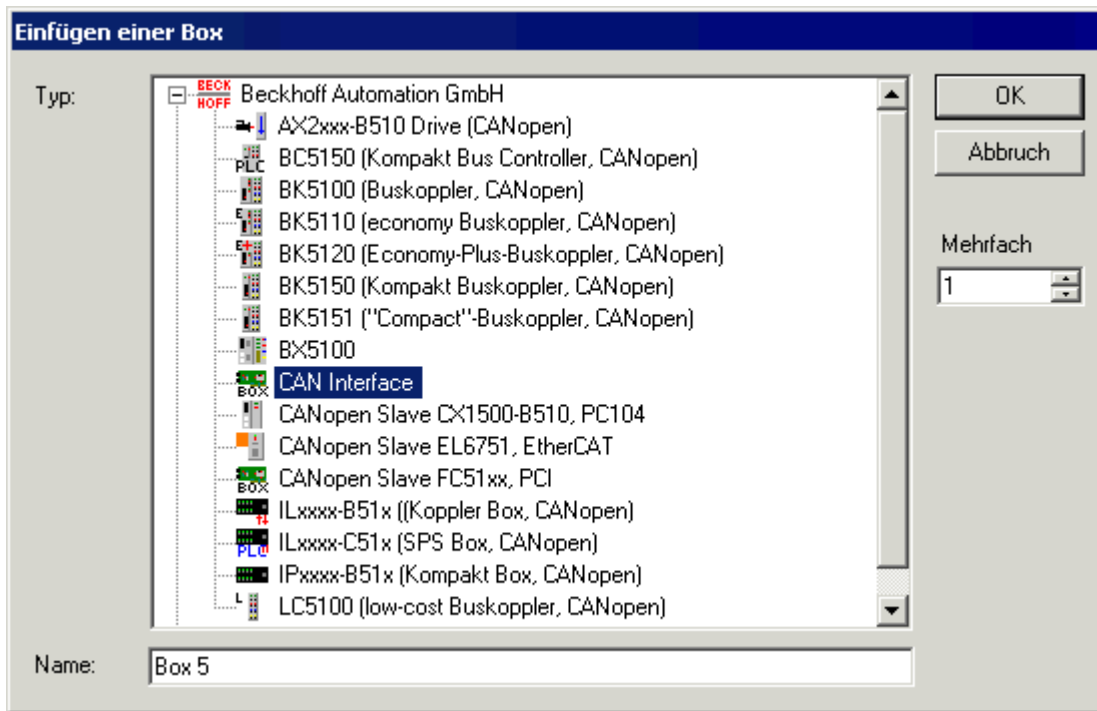 Einfügen einer Box
Typ:
BECK
HOFF
Beckhoff Automation GmbH
AX2xxx-B510 Drive (CANopen)
PLC
BC5150 (Kompakt Bus Controller, CANopen)
BK5100 (Buskoppler, CANopen)
E
BK5110 (economy Buskoppler, CANopen)
E+
BK5120 (Economy-Plus-Buskoppler, CANopen)
BK5150 (Kompakt Buskoppler, CANopen)
BK5151 ("Compact"-Buskoppler, CANopen)
BX5100
BOX
CAN Interface
CANopen Slave CX1500-B510, PC104
CANopen Slave EL6751, EtherCAT
BOX
CANopen Slave FC51xx, PCI
ILxxxx-B51x ((Koppler Box, CANopen)
PLC
ILxxxx-C51x (SPS Box, CANopen)
IPxxxx-B51x (Kompakt Box, CANopen)
L
LC5100 (low-cost Buskoppler, CANopen)
OK
Abbruch
Mehrfach
1
Name:
Box 5